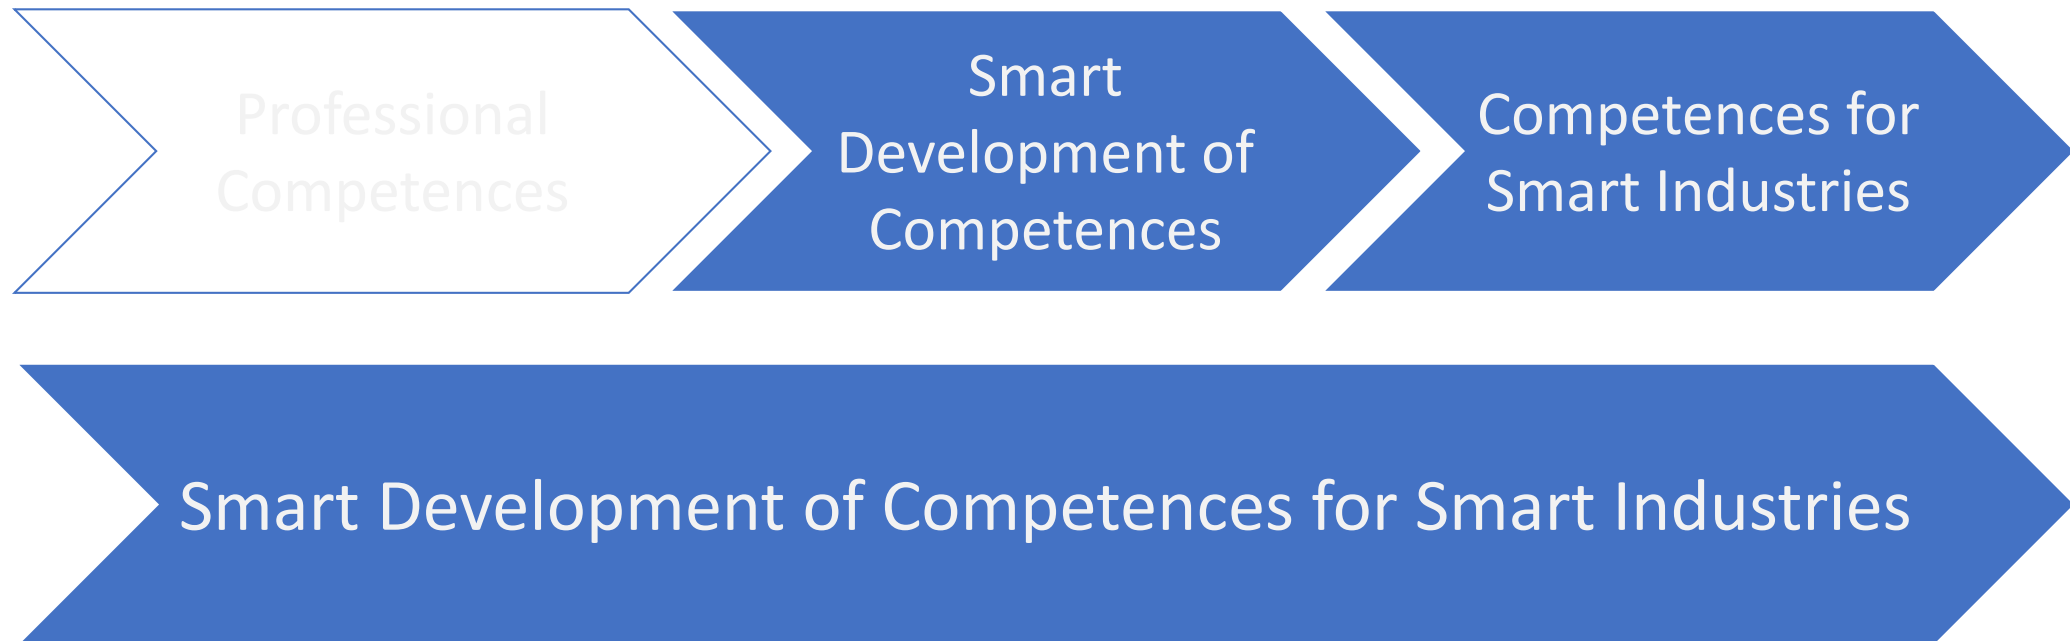 Professional
Competences
Smart
Development of
Competences
Competences for
Smart Industries
Smart Development of Competences for Smart Industries